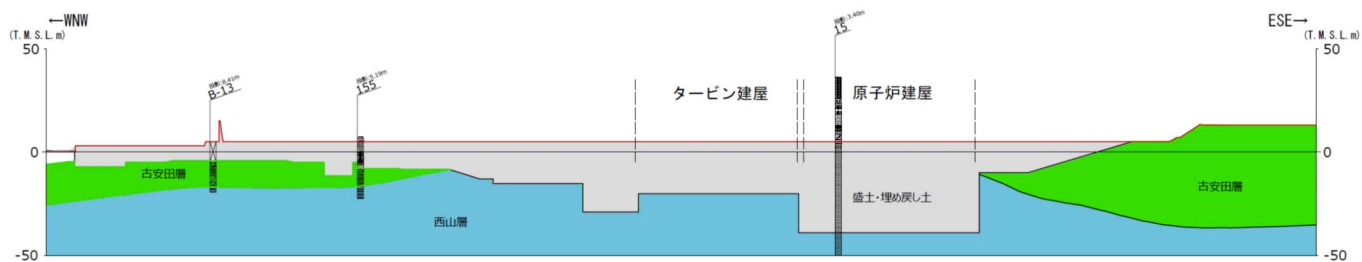 ←WNW
ESE→
(T. M. S. L. m)
(T. M. S. L. m)
50
50
B-13
155
15
タービン建屋
原子炉建屋
0
0
古安田層
盛土・埋め戻し土
古安田層
西山層
-50
-50